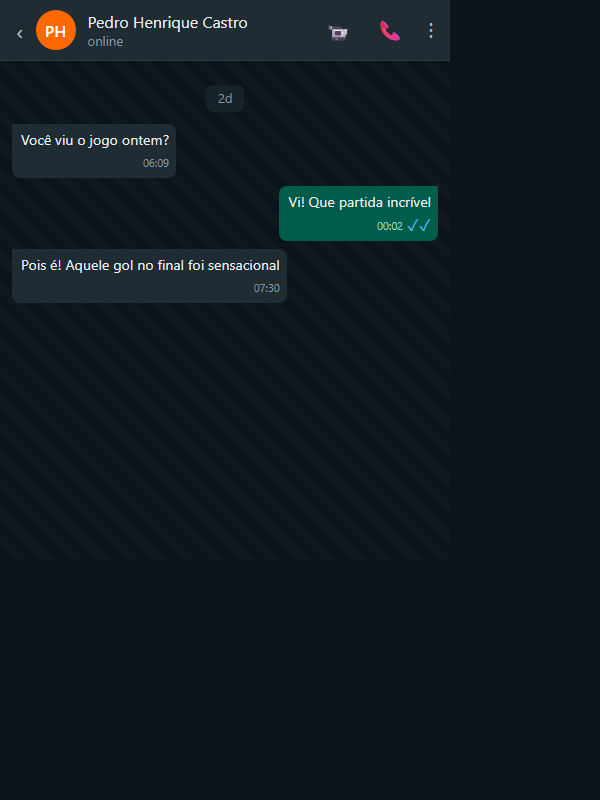 Pedro Henrique Castro
PH
online
2d
Você viu o jogo ontem?
06:09
Vi! Que partida incrível
00:02 ✓✓
Pois é! Aquele gol no final foi sensacional
07:30